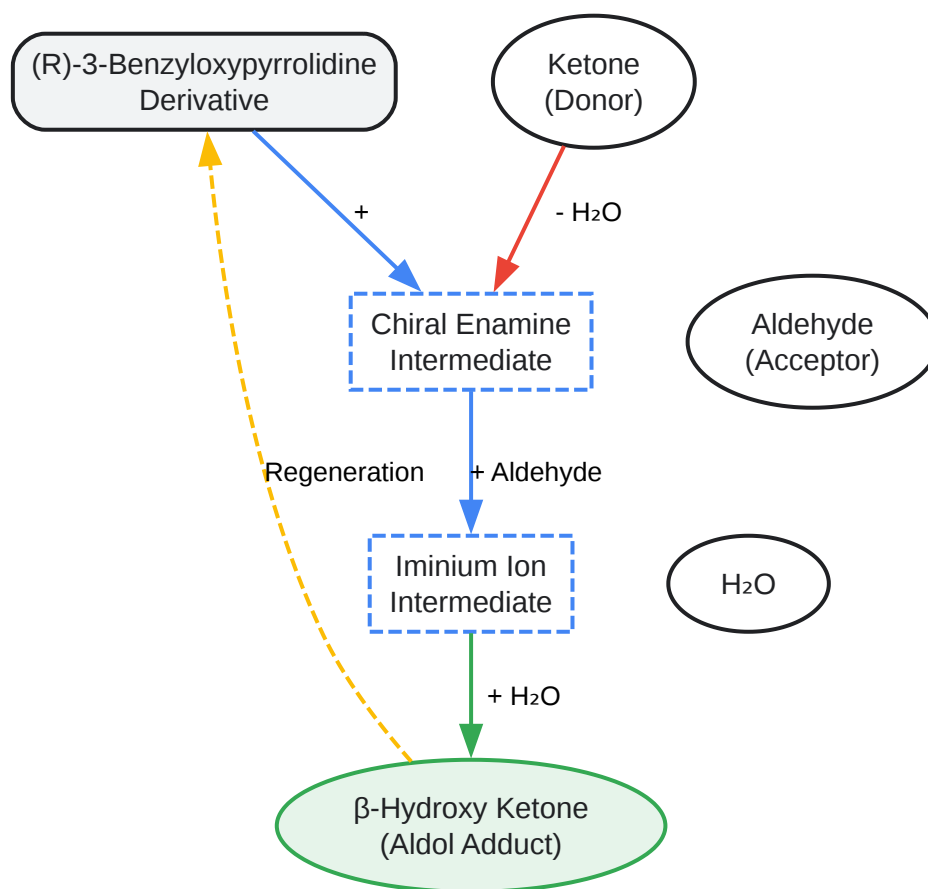 (R)-3-Benzyloxypyrrolidine
Derivative
Ketone
(Donor)
+
- H₂O
Chiral Enamine
Intermediate
Aldehyde
(Acceptor)
Regeneration
+ Aldehyde
Iminium Ion
Intermediate
H₂O
+ H₂O
β-Hydroxy Ketone
(Aldol Adduct)